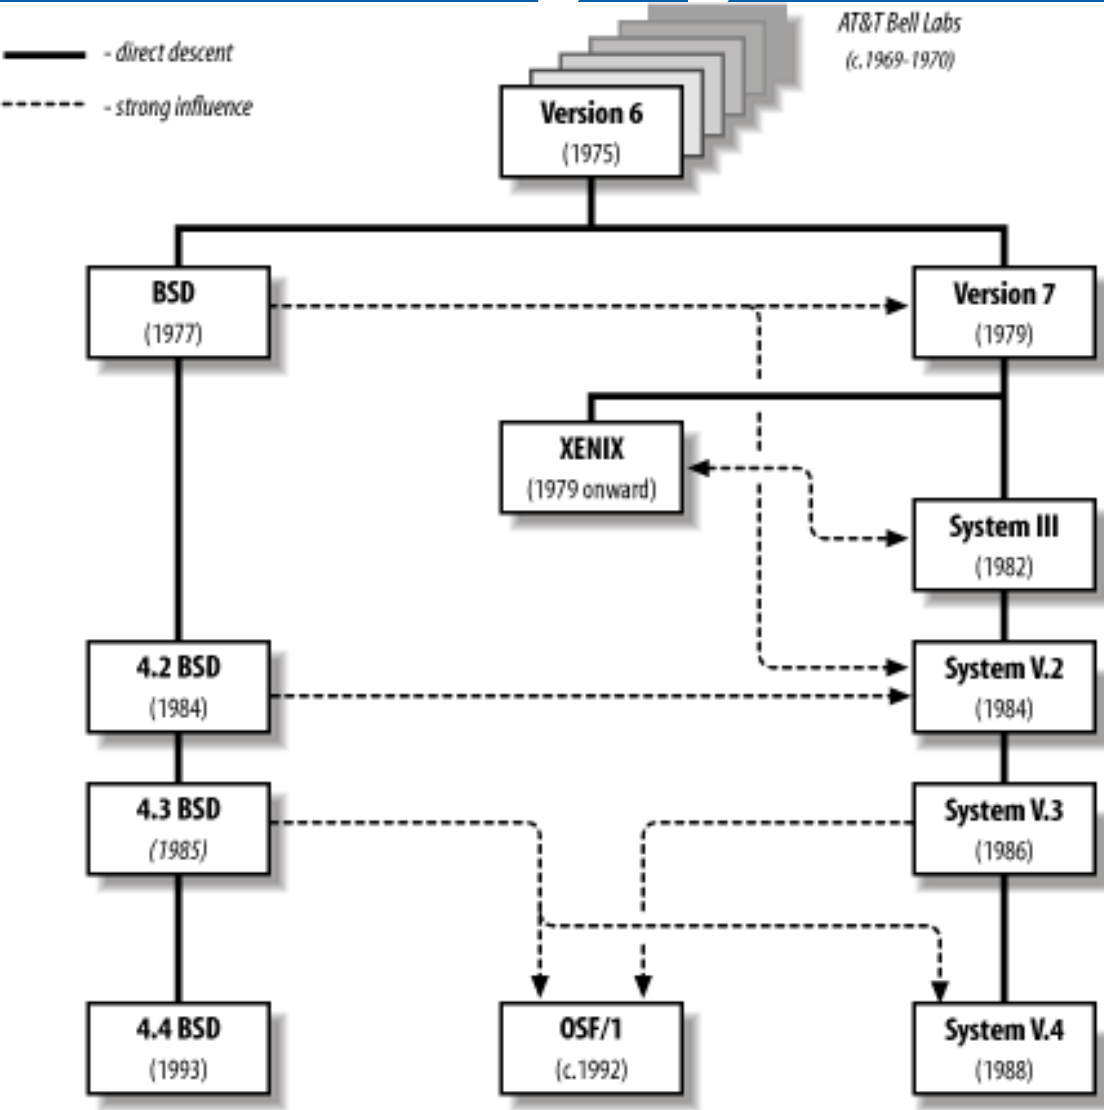 AT&T Bell Labs
(c.1969-1970)
- direct descent
- strong influence
Version 6
(1975)
BSD
(1977)
Version 7
(1979)
XENIX
(1979 onward)
System III
(1982)
4.2 BSD
(1984)
System V.2
(1984)
4.3 BSD
(1985)
System V.3
(1986)
4.4 BSD
(1993)
OSF/1
(c.1992)
System V.4
(1988)